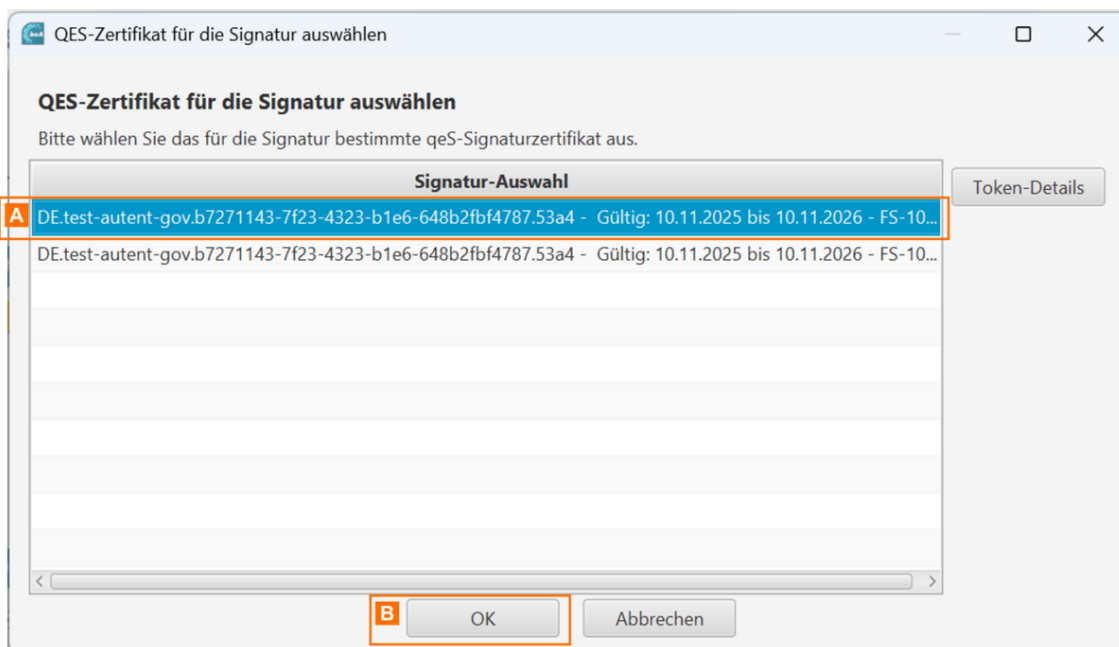 QES-Zertifikat für die Signatur auswählen
QES-Zertifikat für die Signatur auswählen
Bitte wählen Sie das für die Signatur bestimmte qeS-Signaturzertifikat aus.
Signatur-Auswahl
Token-Details
A
DE.test-autent-gov.b7271143-7f23-4323-b1e6-648b2fbf4787.53a4 - Gültig: 10.11.2025 bis 10.11.2026 - FS-10...
DE.test-autent-gov.b7271143-7f23-4323-b1e6-648b2fbf4787.53a4 - Gültig: 10.11.2025 bis 10.11.2026 - FS-10...
B
OK
Abbrechen